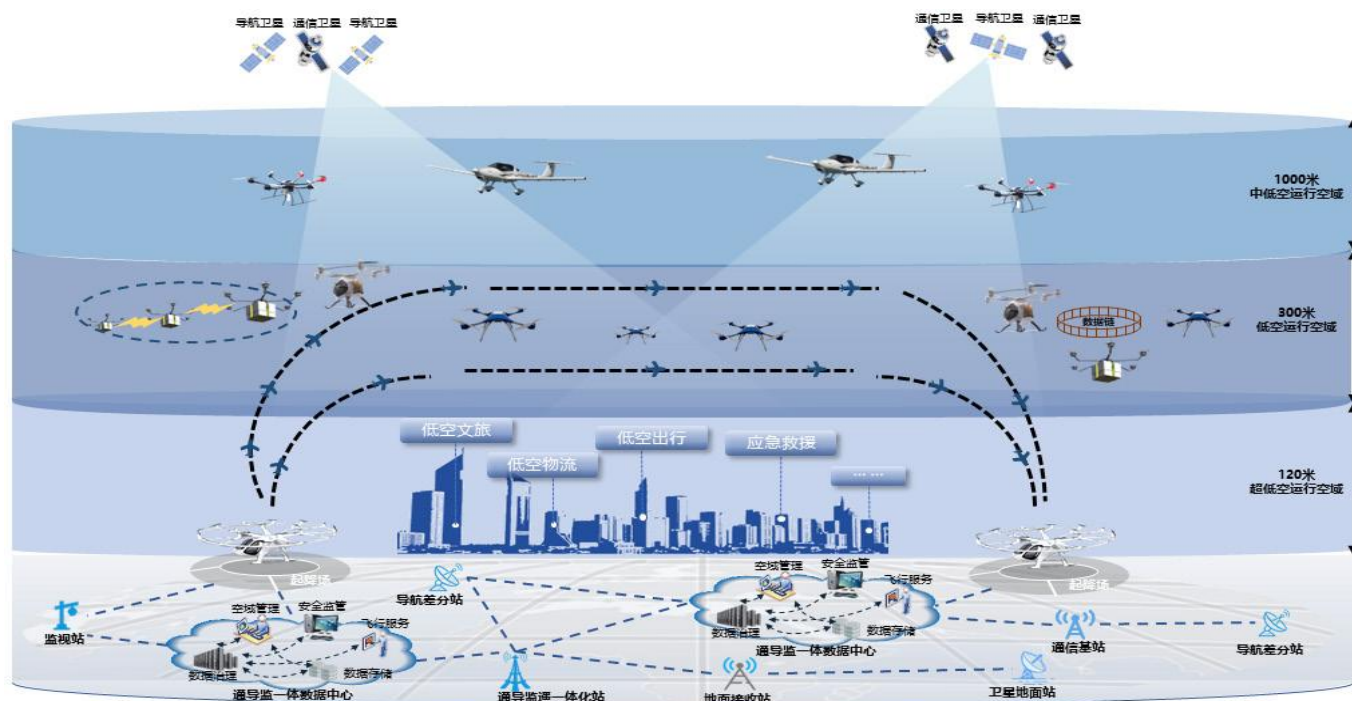 导航卫星
通信卫星
导航卫星
通信卫星
导航卫星
通信卫星
1000米
中低空运行空域
300米
低空运行空域
数据链
低空文旅
低空物流
低空出行
应急救援
... ...
120米
超低空运行空域
起降场
起降场
监视站
导航差分站
空域管理
安全监管
飞行服务
数据治理
数据存储
通导监一体数据中心
空域管理
安全监管
飞行服务
数据治理
数据存储
通导监一体数据中心
通导监遥一体化站
地面接收站
通信基站
卫星地面站
导航差分站